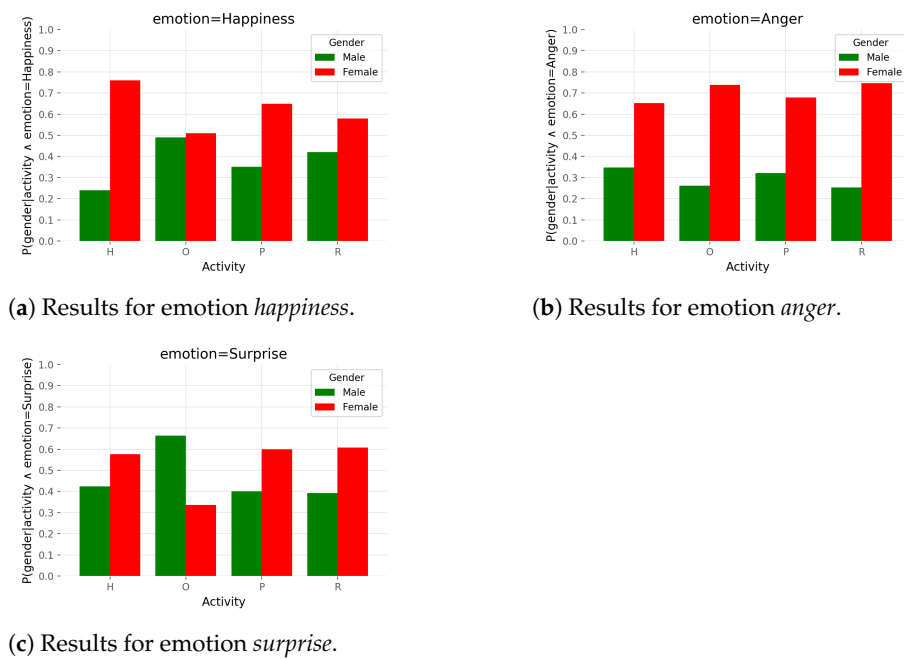 emotion=Happiness
P(gender|activity ∧ emotion=Happiness)
1.0
0.9
0.8
0.7
0.6
0.5
0.4
0.3
0.2
0.1
0.0
Gender
Male
Female
H O P R
Activity
(a) Results for emotion happiness.
emotion=Anger
P(gender|activity ∧ emotion=Anger)
1.0
0.9
0.8
0.7
0.6
0.5
0.4
0.3
0.2
0.1
0.0
Gender
Male
Female
H O P R
Activity
(b) Results for emotion anger.
emotion=Surprise
P(gender|activity ∧ emotion=Surprise)
1.0
0.9
0.8
0.7
0.6
0.5
0.4
0.3
0.2
0.1
0.0
Gender
Male
Female
H O P R
Activity
(c) Results for emotion surprise.